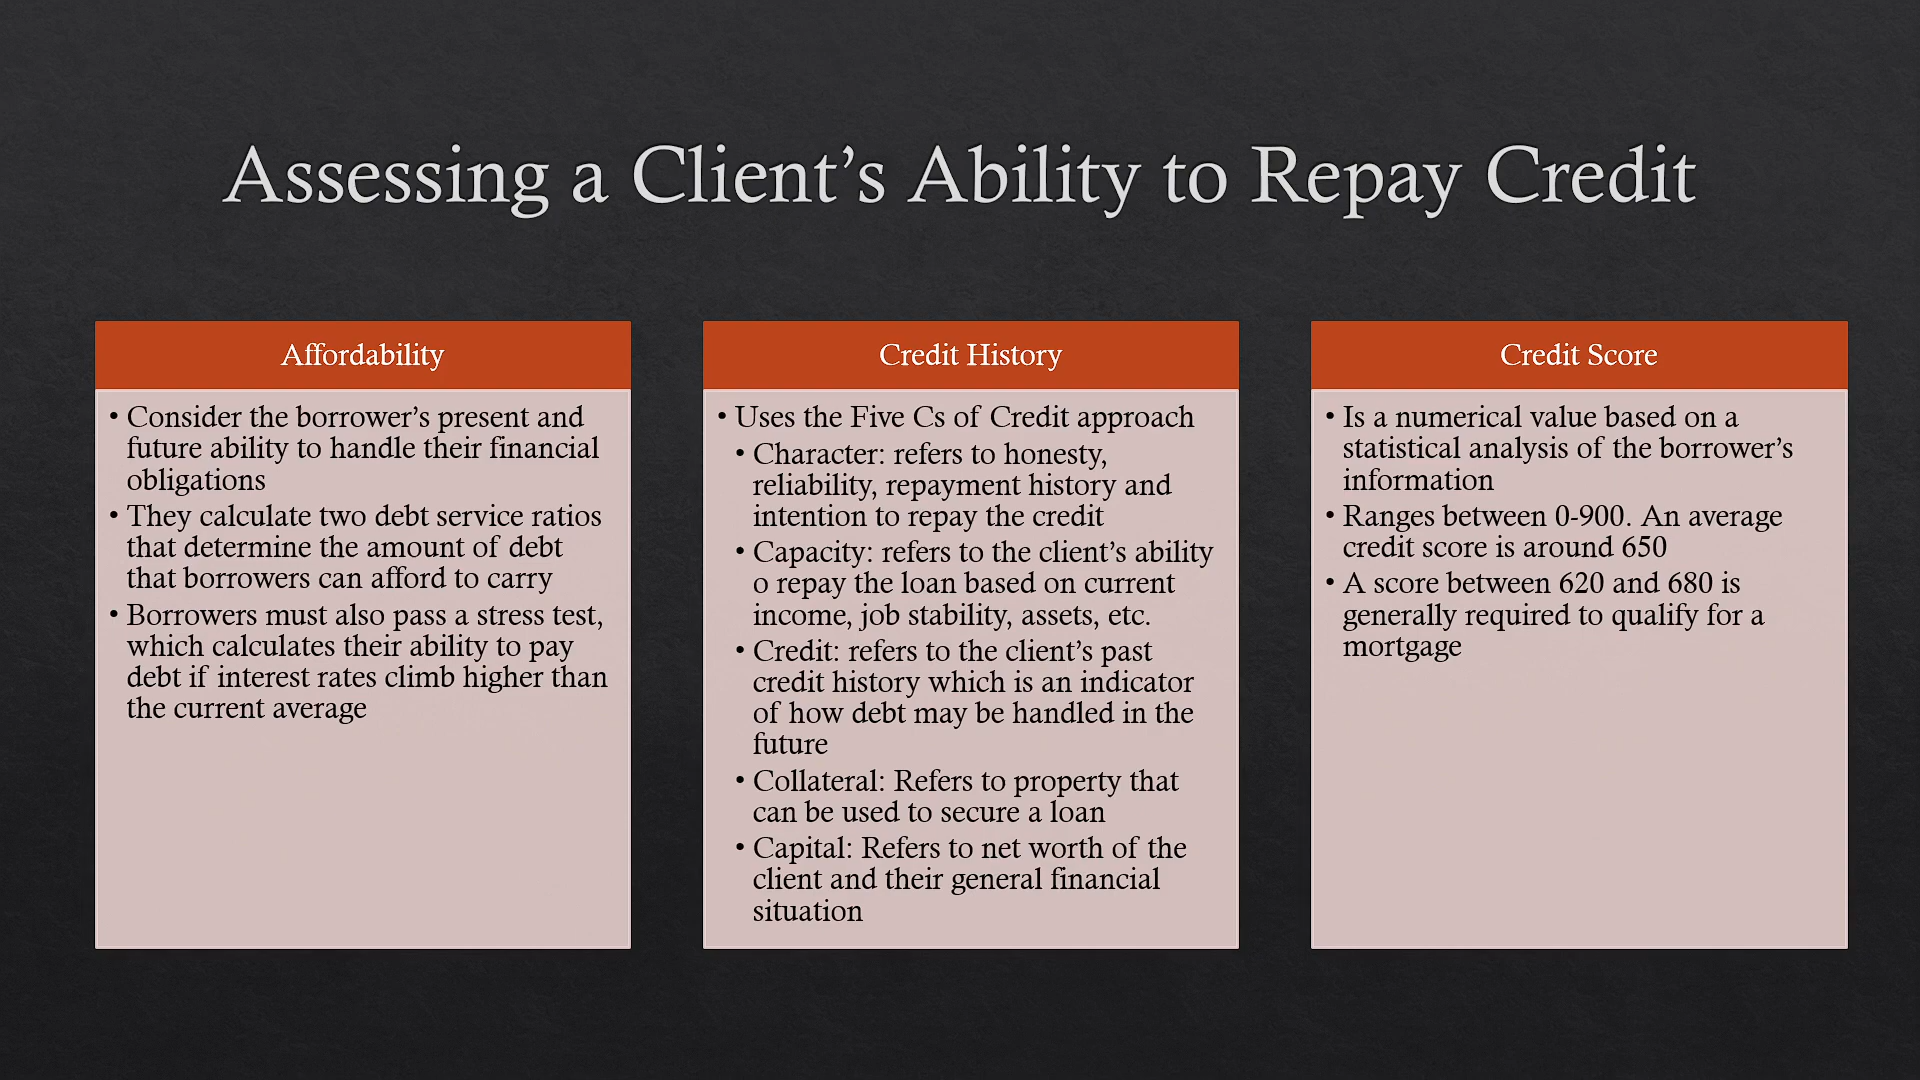 Assessing a Client’s Ability to Repay Credit
Affordability
• Consider the borrower’s present and
future ability to handle their financial
obligations
• They calculate two debt service ratios
that determine the amount of debt
that borrowers can afford to carry
• Borrowers must also pass a stress test,
which calculates their ability to pay
debt if interest rates climb higher than
the current average
Credit History
• Uses the Five Cs of Credit approach
• Character: refers to honesty,
reliability, repayment history and
intention to repay the credit
• Capacity: refers to the client’s ability
o repay the loan based on current
income, job stability, assets, etc.
• Credit: refers to the client’s past
credit history which is an indicator
of how debt may be handled in the
future
• Collateral: Refers to property that
can be used to secure a loan
• Capital: Refers to net worth of the
client and their general financial
situation
Credit Score
• Is a numerical value based on a
statistical analysis of the borrower’s
information
• Ranges between 0-900. An average
credit score is around 650
• A score between 620 and 680 is
generally required to qualify for a
mortgage